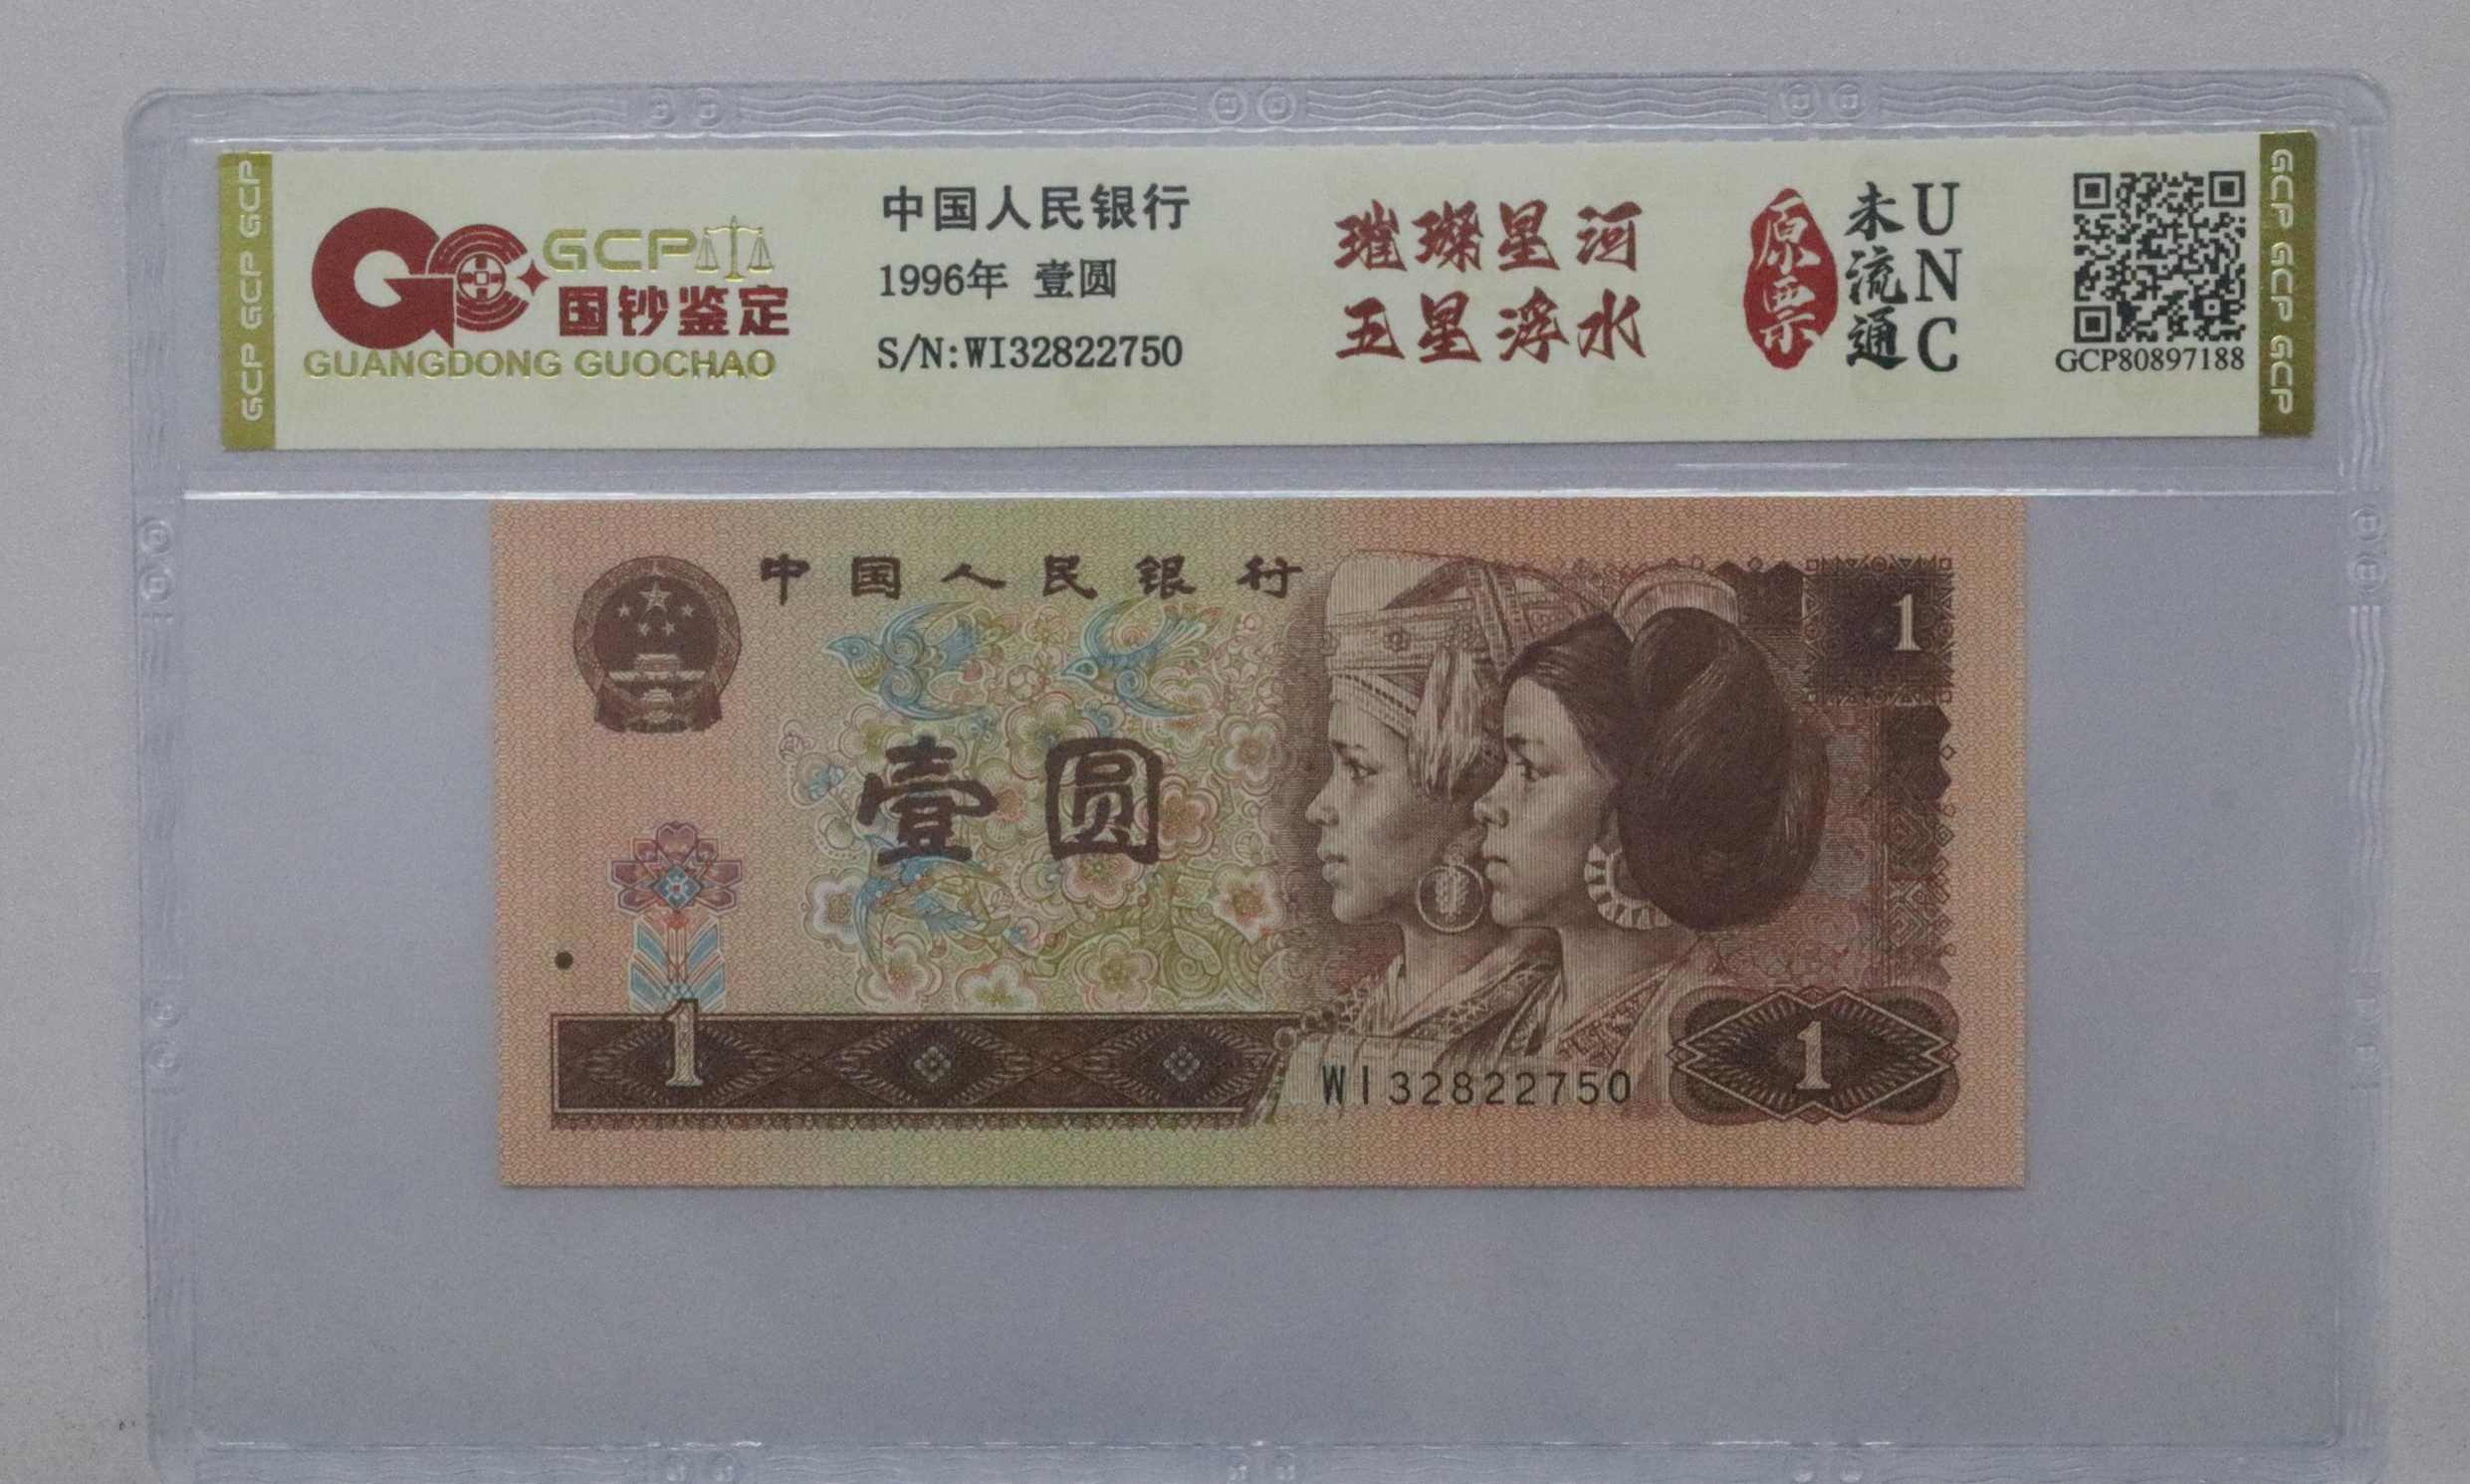 GCP GCP GCP
GCP
国钞鉴定
GUANGDONG GUOCHAO
中国人民银行
1996年 壹圆
S/N:WI32822750
璀璨星河
五星浮水
原票
未流通
UNC
GCP80897188
GCP GCP GCP
中国人民银行
1
壹圆
1
WI32822750
1